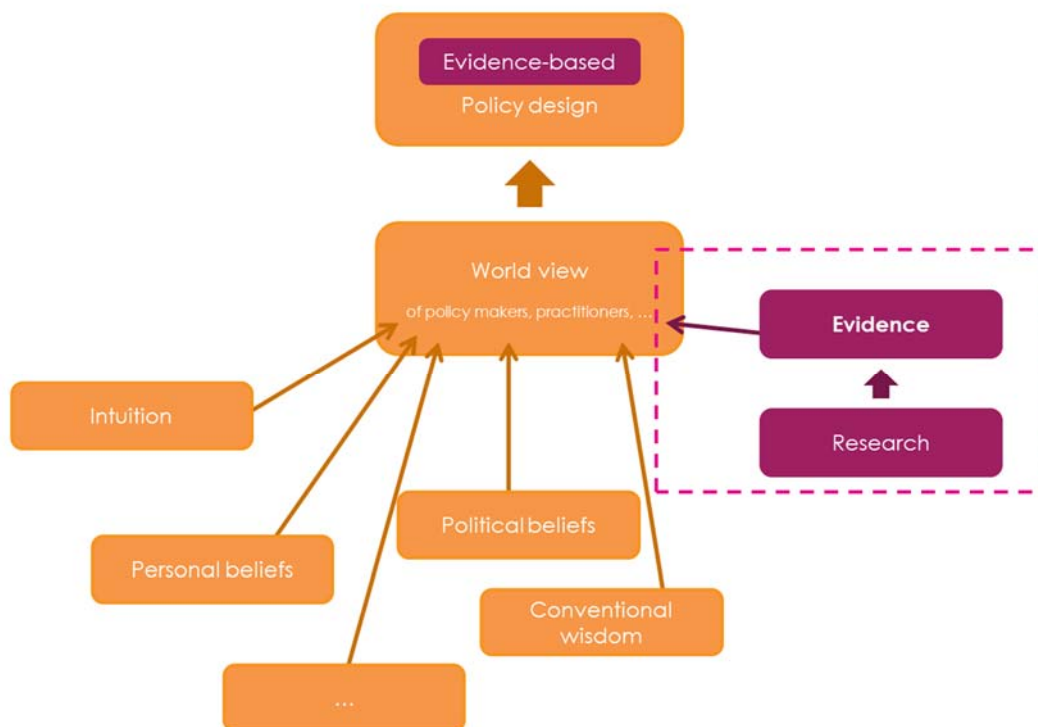 Evidence-based
Policy design
World view
of policy makers, practitioners, ...
Evidence
Intuition
Research
Political beliefs
Personal beliefs
Conventional
wisdom
...